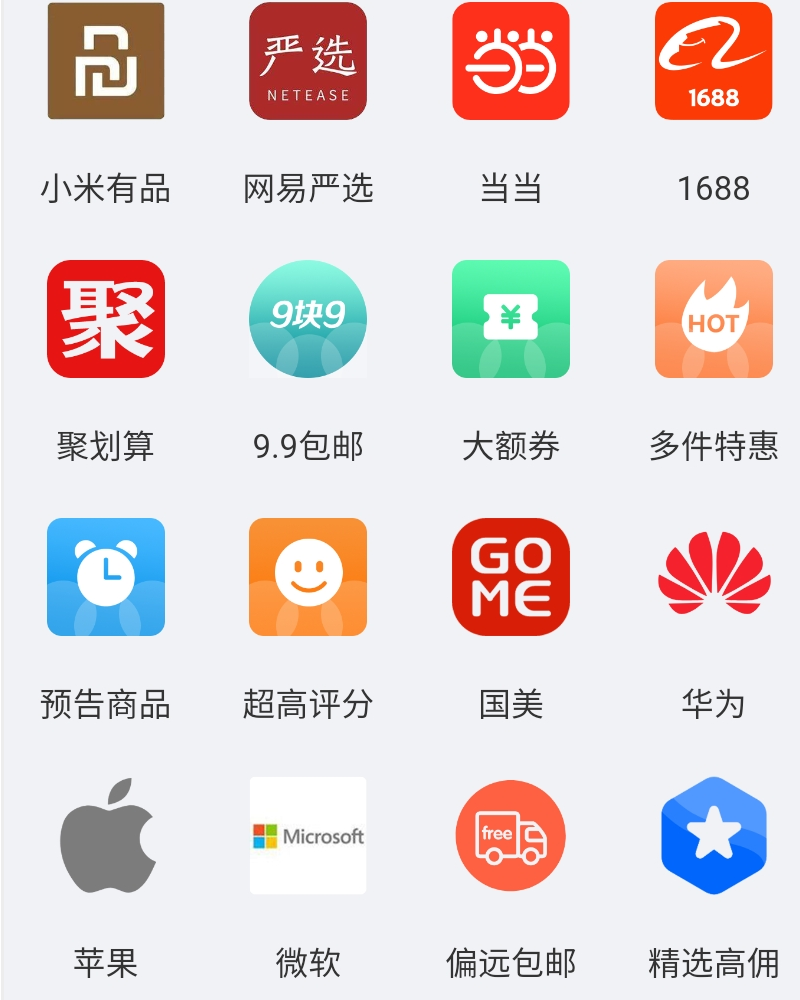 严选
NETEASE
1688
小米有品
网易严选
当当
1688
聚
9块9
¥
HOT
聚划算
9.9包邮
大额券
多件特惠
GO
ME
预告商品
超高评分
国美
华为
Microsoft
free
苹果
微软
偏远包邮
精选高佣